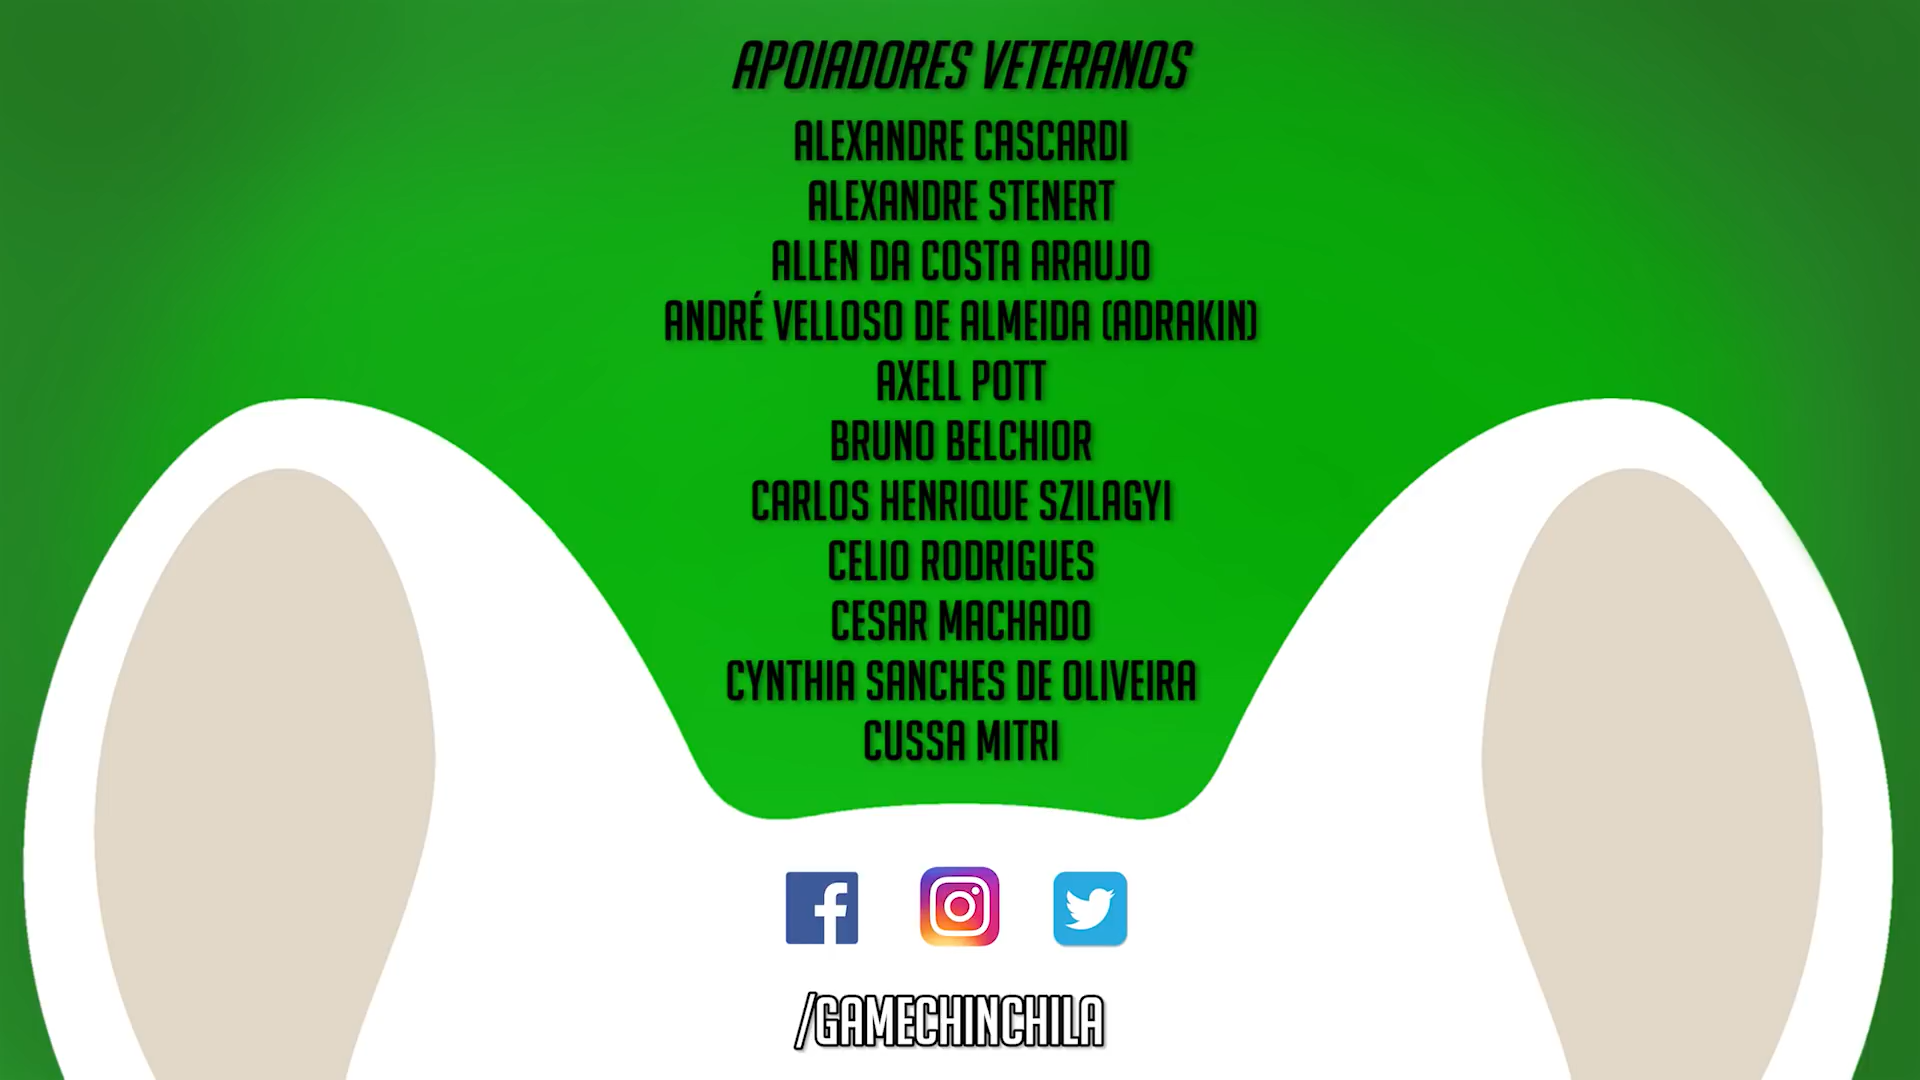 APOIADORES VETERANOS
ALEXANDRE CASCARDI
ALEXANDRE STENERT
ALLEN DA COSTA ARAUJO
ANDRÉ VELLOSO DE ALMEIDA (ADRAKIN)
AXELL POTT
BRUNO BELCHIOR
CARLOS HENRIQUE SZILAGYI
CELIO RODRIGUES
CESAR MACHADO
CYNTHIA SANCHES DE OLIVEIRA
CUSSA MITRI
/GAMECHINCHILA